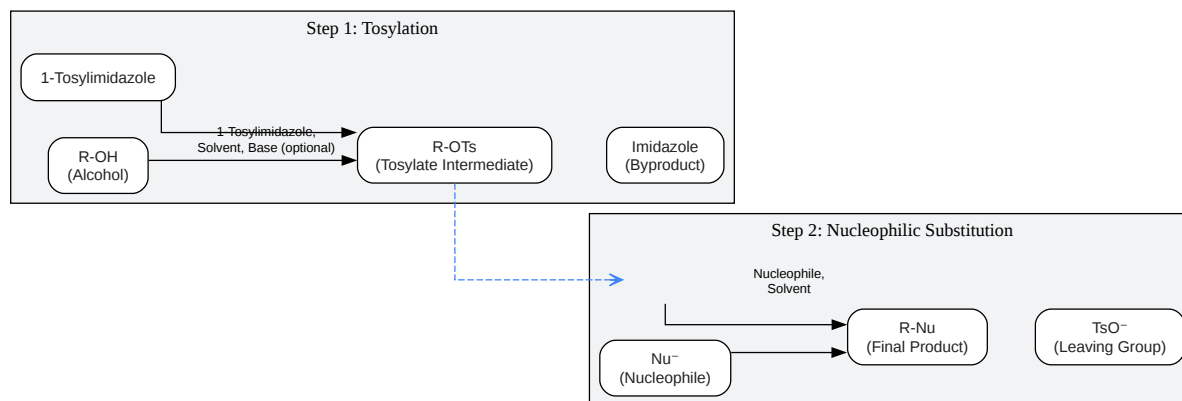 Step 1: Tosylation
1-Tosylimidazole
1-Tosylimidazole,
Solvent, Base (optional)
R-OH
(Alcohol)
R-OTs
(Tosylate Intermediate)
Imidazole
(Byproduct)
Step 2: Nucleophilic Substitution
Nucleophile,
Solvent
R-Nu
(Final Product)
TsO⁻
(Leaving Group)
Nu⁻
(Nucleophile)